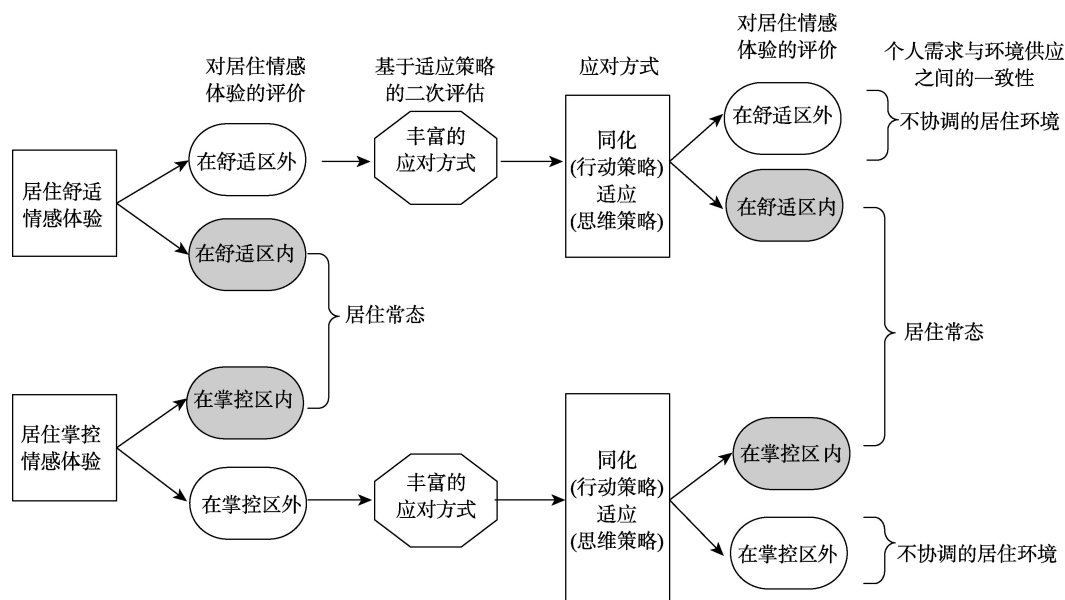 对居住情感
体验的评价
基于适应策略
的二次评估
应对方式
对居住情感
体验的评价
个人需求与环境供应
之间的一致性
居住舒适
情感体验
在舒适区外
丰富的
应对方式
同化
(行动策略)
适应
(思维策略)
在舒适区外
不协调的居住环境
在舒适区内
在舒适区内
居住常态
居住常态
居住掌控
情感体验
在掌控区内
在掌控区外
丰富的
应对方式
同化
(行动策略)
适应
(思维策略)
在掌控区内
在掌控区外
不协调的居住环境